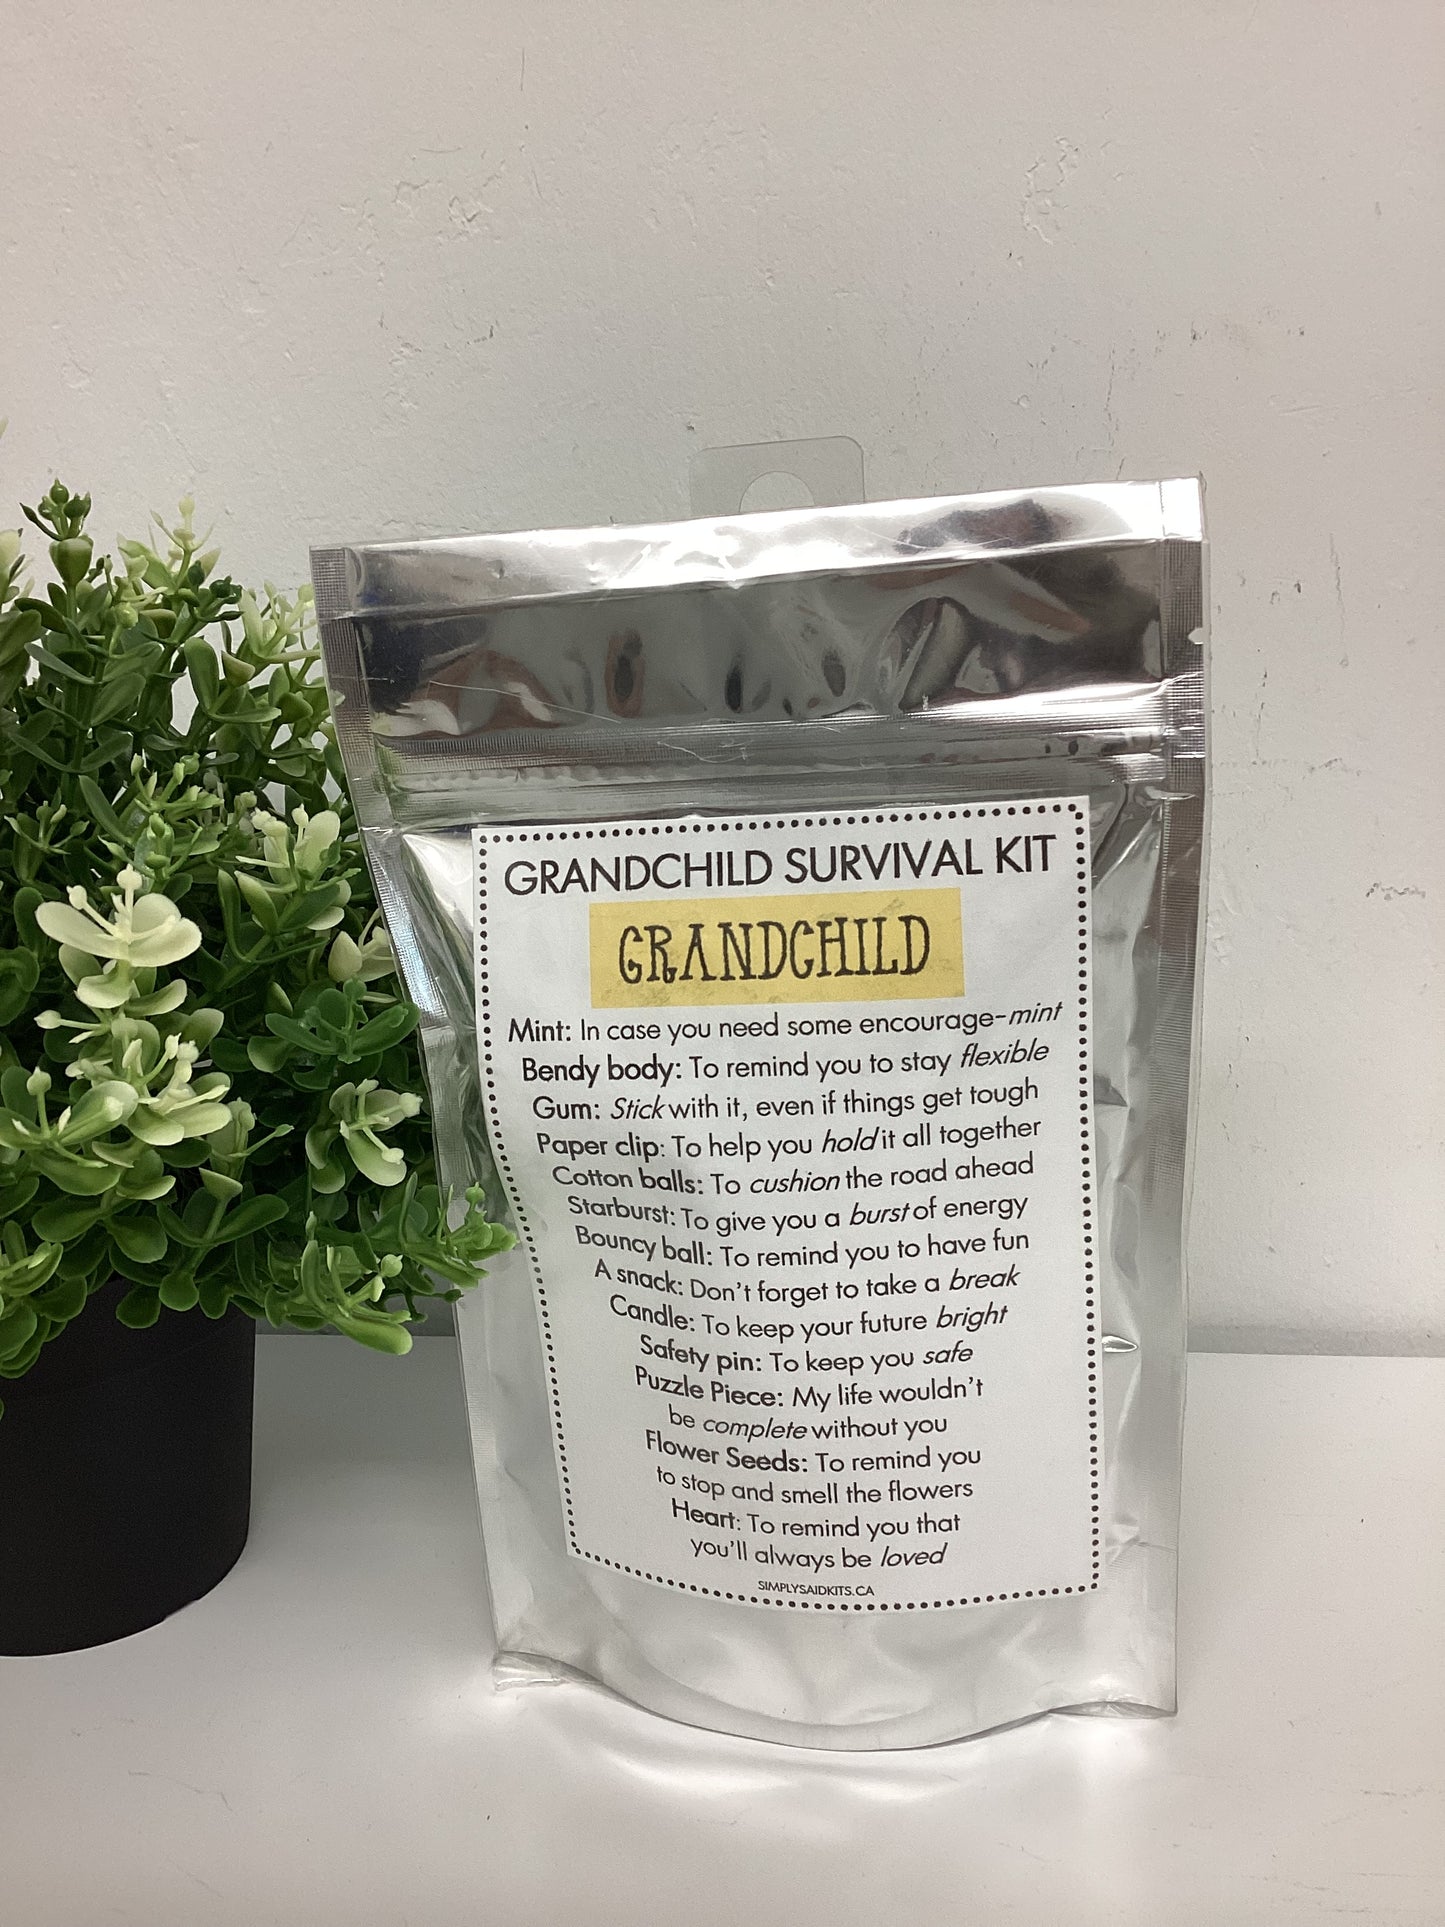 GRANDCHILD SURVIVAL KIT
GRANDCHILD
Mint: In case you need some encourage-mint
Bendy body: To remind you to stay flexible
Gum: Stick with it, even if things get tough
Paper clip: To help you hold it all together
Cotton balls: To cushion the road ahead
Starburst: To give you a burst of energy
Bouncy ball: To remind you to have fun
A snack: Don't forget to take a break
Candle: To keep your future bright
Safety pin: To keep you safe
Puzzle Piece: My life wouldn't
be complete without you
Flower Seeds: To remind you
to stop and smell the flowers
Heart: To remind you that
you'll always be loved
SIMPLYSAIDKITS.CA